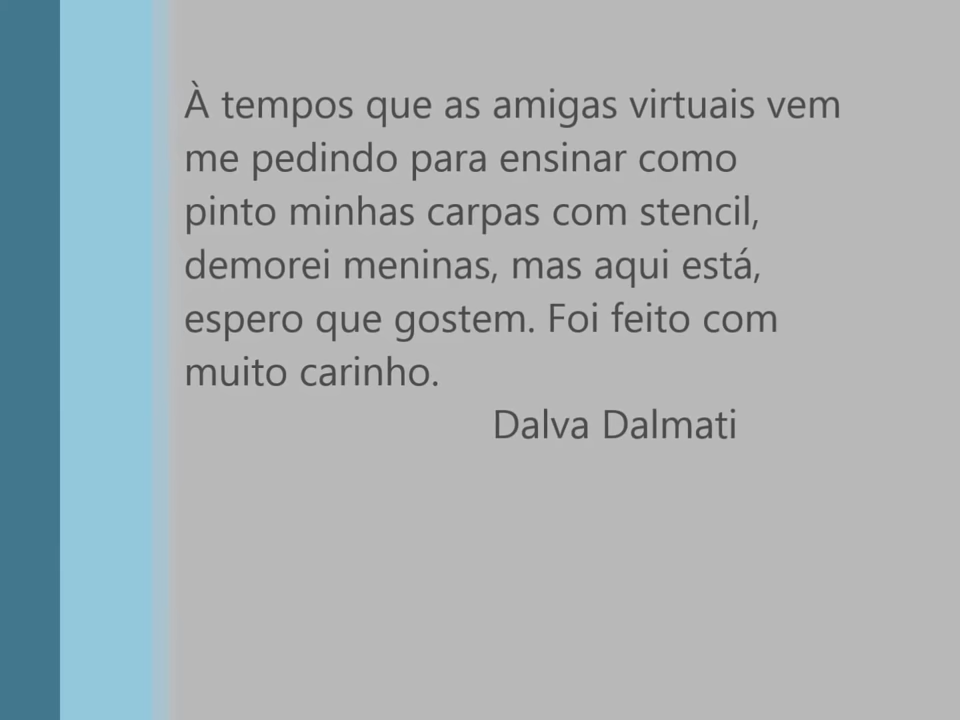 À tempos que as amigas virtuais vem
me pedindo para ensinar como
pinto minhas carpas com stencil,
demorei meninas, mas aqui está,
espero que gostem. Foi feito com
muito carinho.
Dalva Dalmati